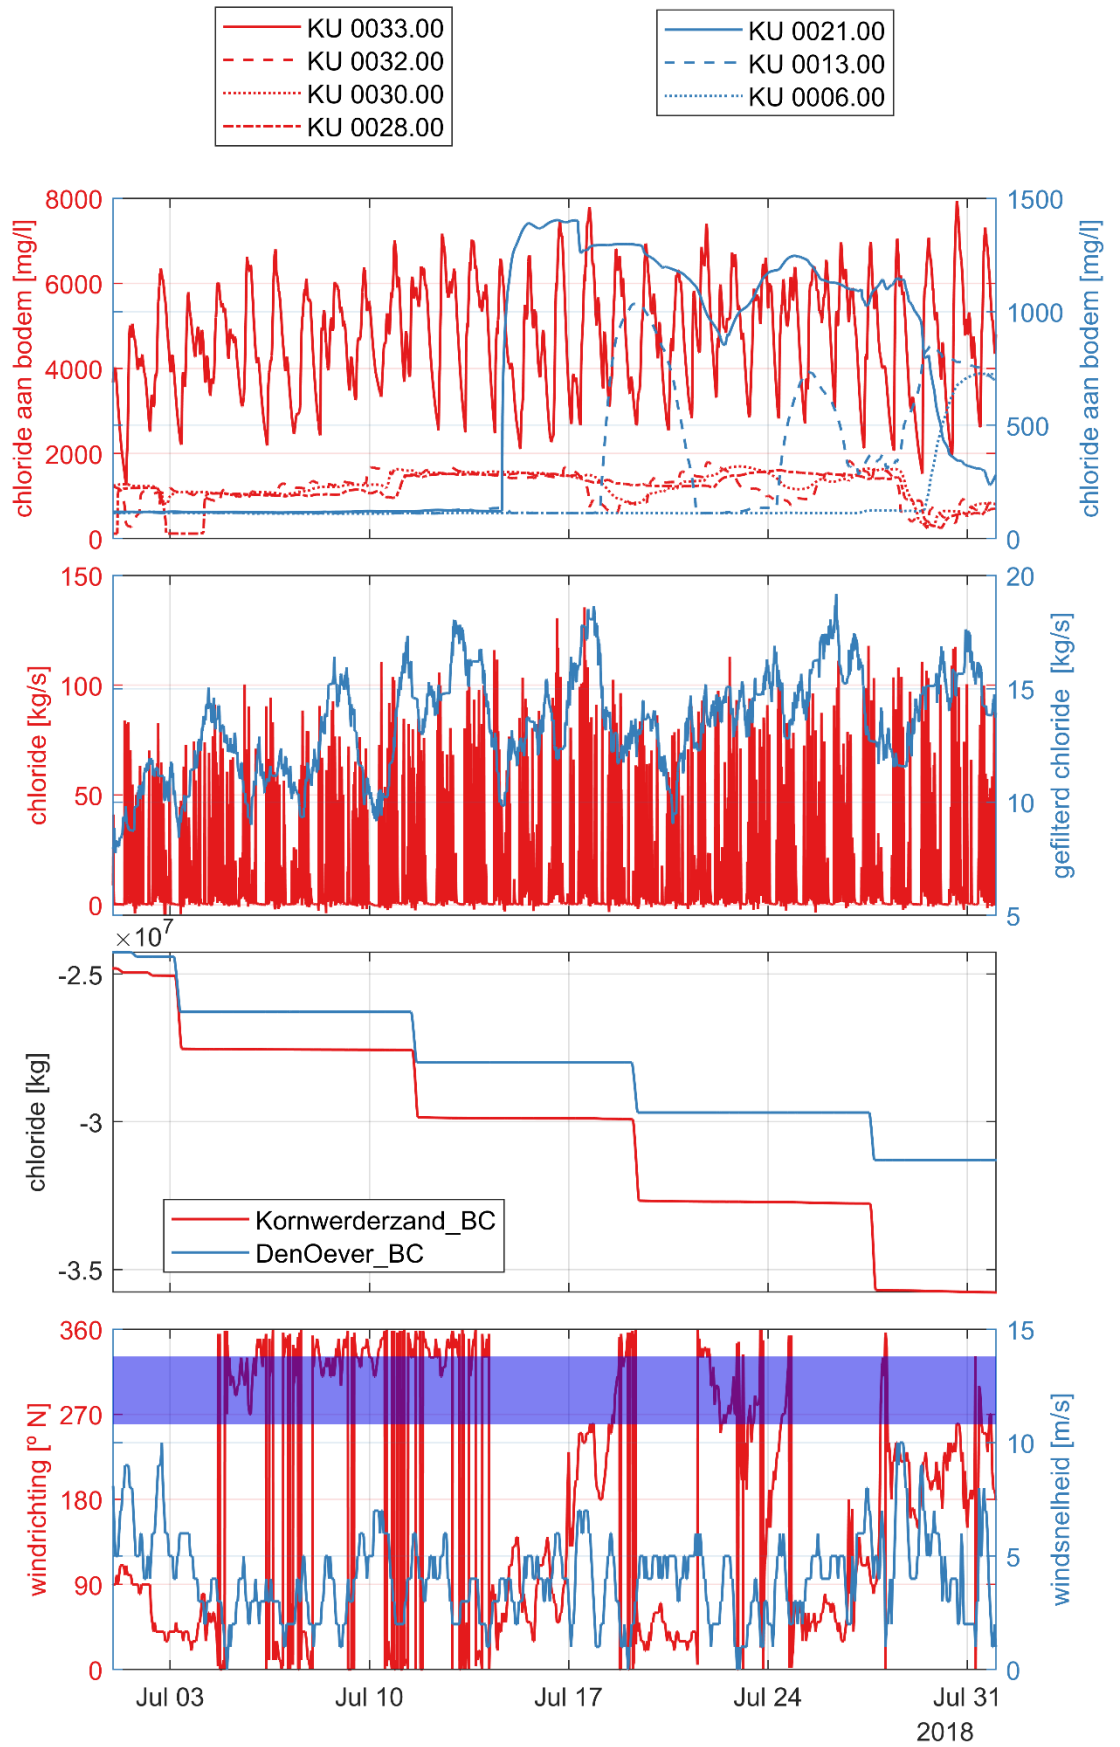 KU 0033.00
KU 0032.00
KU 0030.00
KU 0028.00
KU 0021.00
KU 0013.00
KU 0006.00
chloride aan bodem [mg/l]
8000
6000
4000
2000
0
1500
1000
500
0
chloride aan bodem [mg/l]
chloride [kg/s]
150
100
50
0
20
15
10
5
gefilterd chloride [kg/s]
×10⁷
chloride [kg]
-2.5
-3
-3.5
Kornwerderzand_BC
DenOever_BC
windrichting [º N]
360
270
180
90
0
15
10
5
0
windsnelheid [m/s]
Jul 03
Jul 10
Jul 17
Jul 24
Jul 31
2018